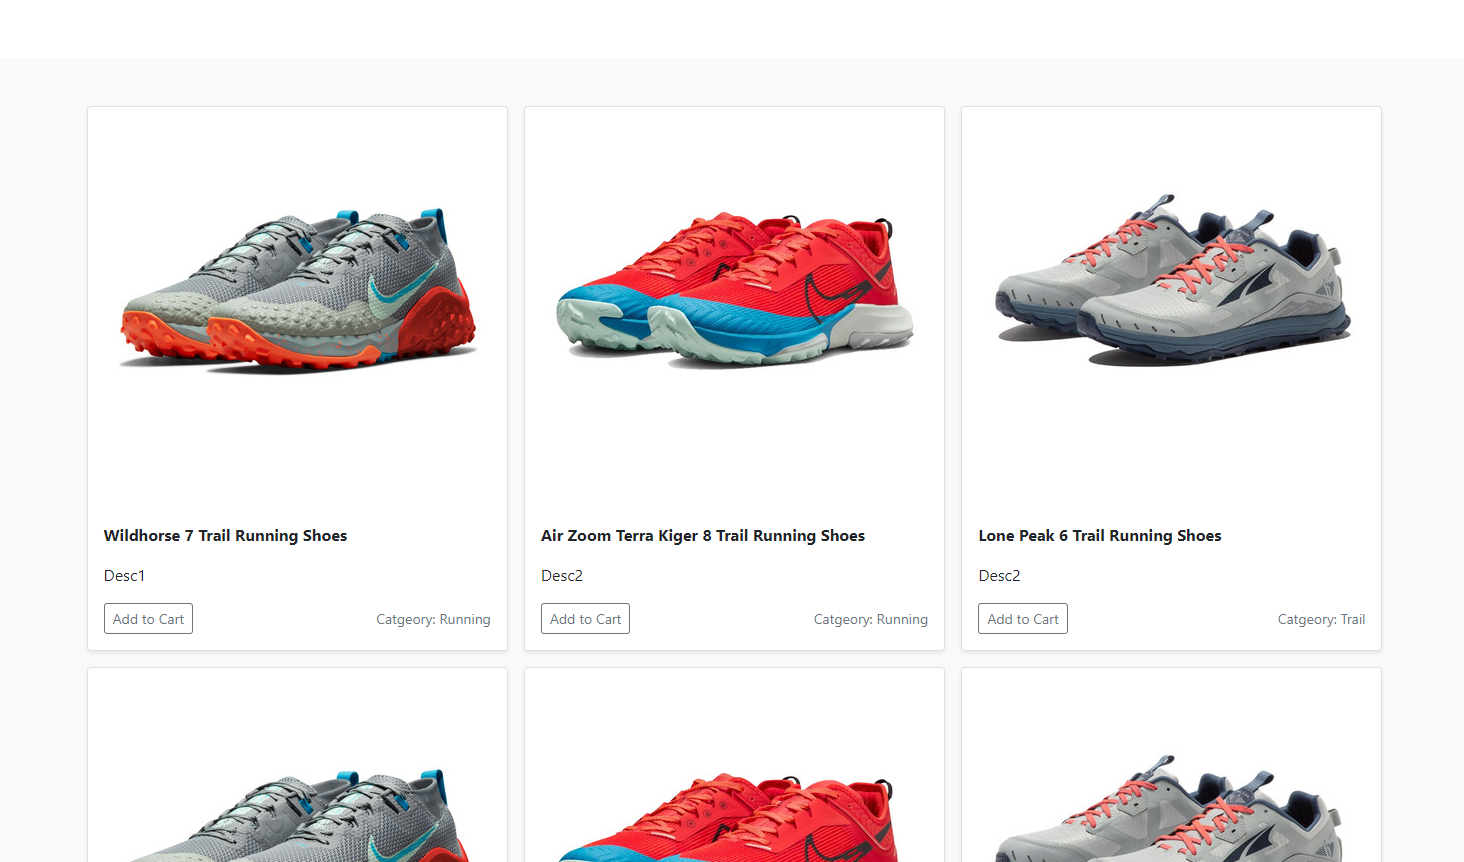 Wildhorse 7 Trail Running Shoes
Desc1
Add to Cart
Catgeory: Running
Air Zoom Terra Kiger 8 Trail Running Shoes
Desc2
Add to Cart
Catgeory: Running
Lone Peak 6 Trail Running Shoes
Desc2
Add to Cart
Catgeory: Trail